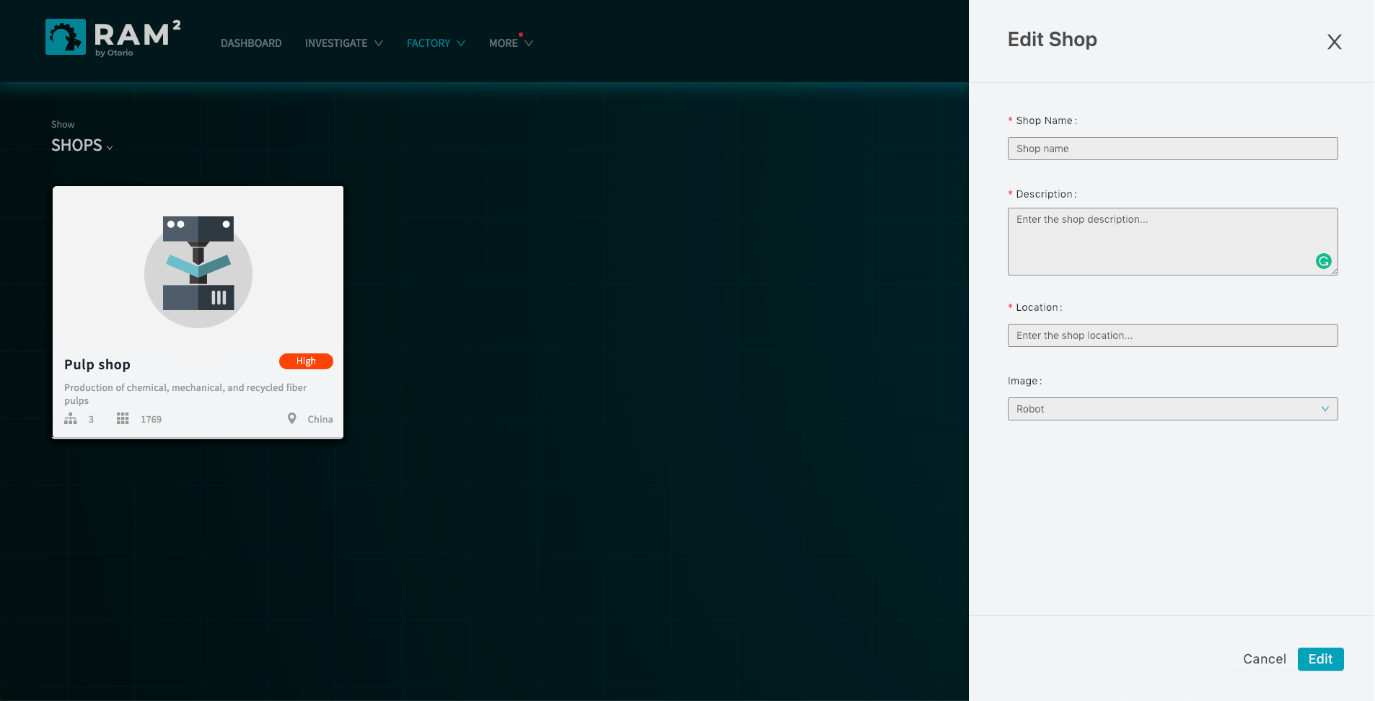 RAM²
by Otorio
DASHBOARD INVESTIGATE FACTORY MORE
Show
SHOPS
Pulp shop
High
Production of chemical, mechanical, and recycled fiber
pulps
3 1769 China
Edit Shop
* Shop Name:
Shop name
* Description:
Enter the shop description...
* Location:
Enter the shop location...
Image:
Robot
Cancel Edit